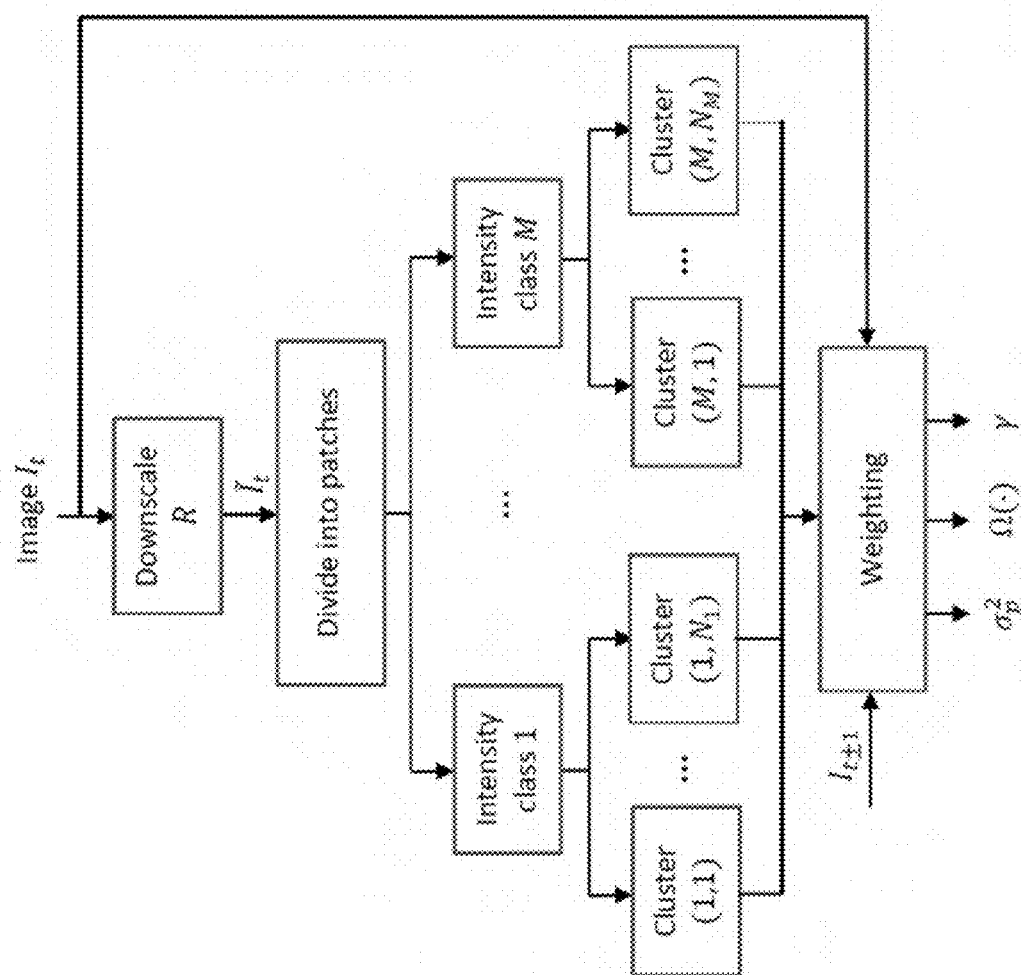 Image I_t
Downscale
R
Ĭ_t
Divide into patches
Intensity
class 1
...
Intensity
class M
Cluster
(1,1)
...
Cluster
(1, N_1)
Cluster
(M, 1)
...
Cluster
(M, N_M)
I_{t±1}
Weighting
σ_p^2
Ω(·)
γ